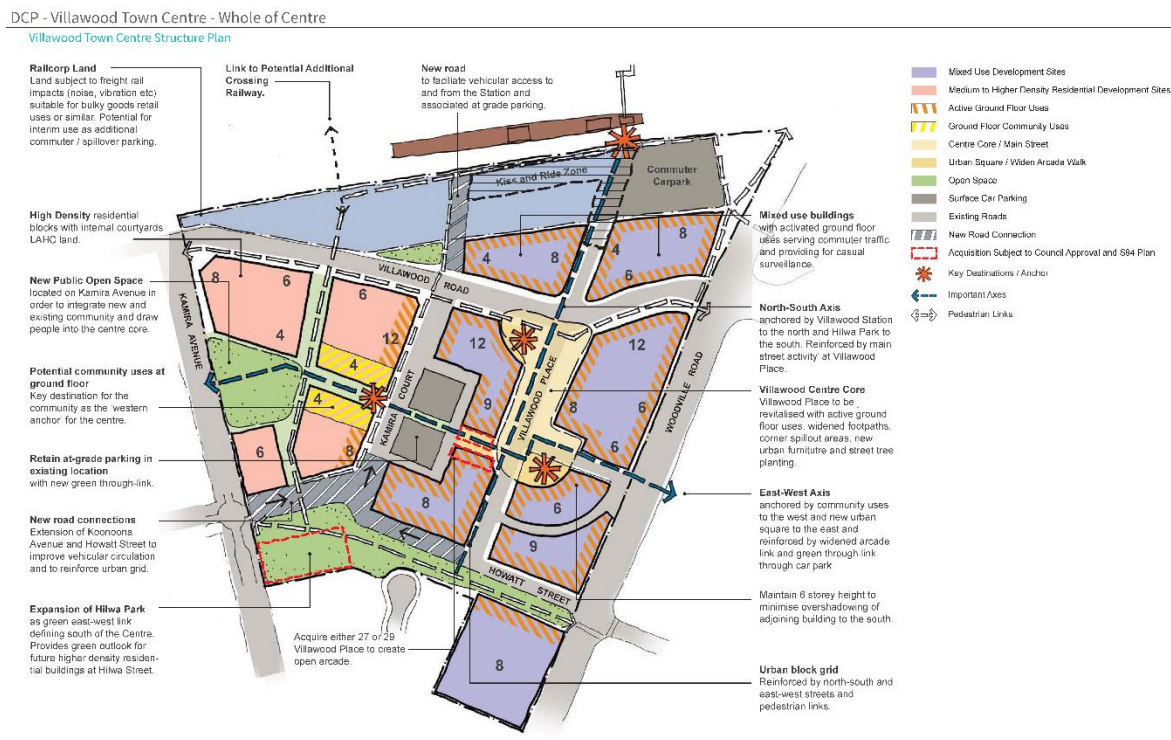 DCP - Villawood Town Centre - Whole of Centre
Villawood Town Centre Structure Plan
Railcorp Land
Land subject to freight rail
impacts (noise, vibration etc)
suitable for bulky goods retail
uses or similar. Potential for
interim use as additional
commuter / spillover parking.
Link to Potential Additional
Crossing
Railway.
New road
to faciliate vehicular access to
and from the Station and
associated at grade parking.
High Density residential
blocks with internal courtyards
LAHC land.
New Public Open Space
located on Kamira Avenue in
order to integrate new and
existing community and draw
people into the centre core.
Potential community uses at
ground floor
Key destination for the
community as the 'western
anchor' for the centre.
Retain at-grade parking in
existing location
with new green through-link.
New road connections
Extension of Koonoona
Avenue and Howatt Street to
improve vehicular circulation
and to reinforce urban grid.
Expansion of Hilwa Park
as green east-west link
defining south of the Centre.
Provides green outlook for
future higher density residen-
tial buildings at Hilwa Street.
Acquire either 27 or 29
Villawood Place to create
open arcade.
Kiss and Ride Zone
Commuter
Carpark
4
8
4
8
6
VILLAWOOD ROAD
8
6
4
6
12
4
4
6
8
KAMIRA AVENUE
KAMIRA COURT
12
9
8
VILLAWOOD PLACE
12
8
6
6
WOODVILLE ROAD
6
9
HOWATT STREET
8
Mixed use buildings
with activated ground floor
uses serving commuter traffic
and providing for casual
surveillance.
North-South Axis
anchored by Villawood Station
to the north and Hilwa Park to
the south. Reinforced by main
street activity' at Villawood
Place.
Villawood Centre Core
Villawood Place to be
revitalised with active ground
floor uses, widened footpaths,
corner spillout areas, new
urban furnitutre and street tree
planting.
East-West Axis
anchored by community uses
to the west and new urban
square to the east and
reinforced by widened arcade
link and green through link
through car park
Maintain 6 storey height to
minimise overshadowing of
adjoining building to the south.
Urban block grid
Reinforced by north-south and
east-west streets and
pedestrian links.
Mixed Use Development Sites
Medium to Higher Density Residential Development Sites
Active Ground Floor Uses
Ground Floor Community Uses
Centre Core / Main Street
Urban Square / Widen Arcade Walk
Open Space
Surface Car Parking
Existing Roads
New Road Connection
Acquisition Subject to Council Approval and S94 Plan
Key Destinations / Anchor
Important Axes
Pedestrian Links